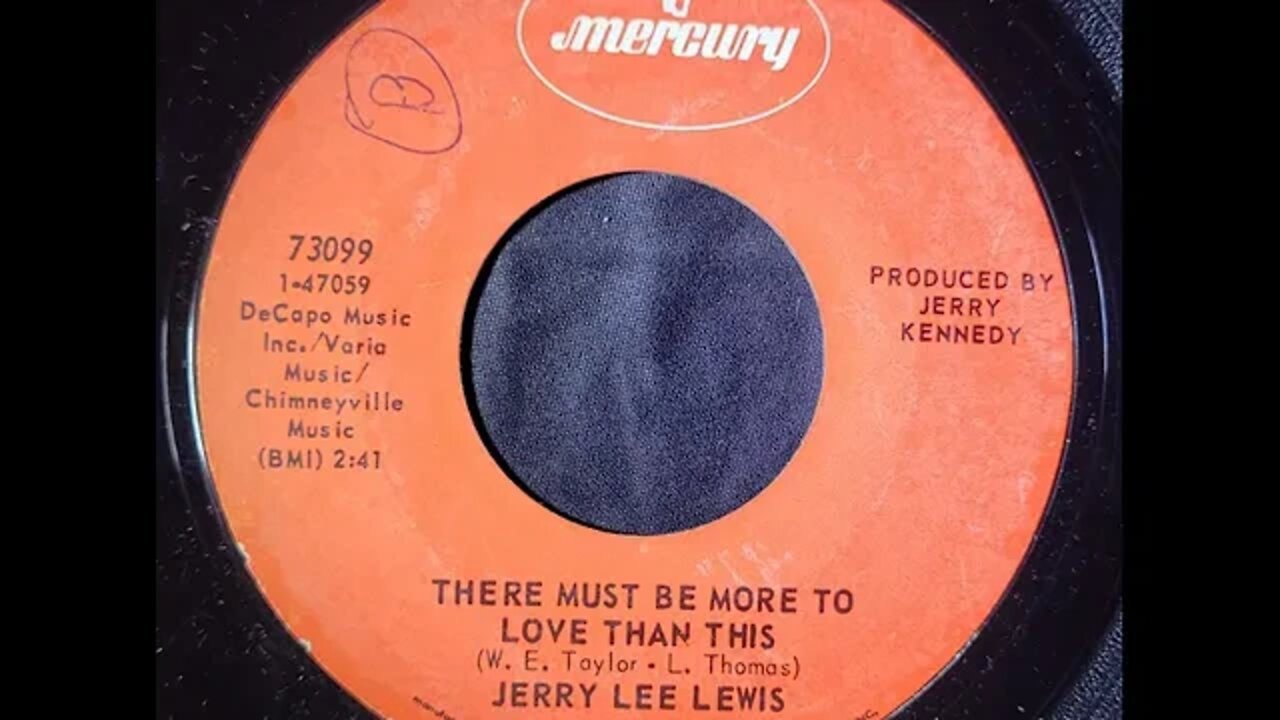 mercury
B
73099
1-47059
DeCapo Music
Inc./Varia
Music/
Chimneyville
Music
(BMI) 2:41
PRODUCED BY
JERRY
KENNEDY
THERE MUST BE MORE TO
LOVE THAN THIS
(W. E. Taylor - L. Thomas)
JERRY LEE LEWIS